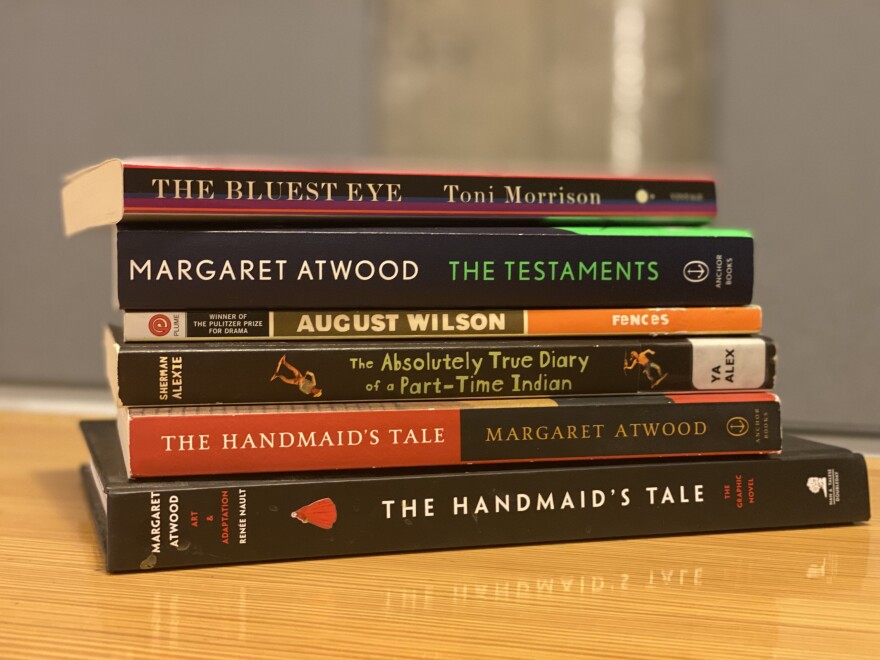 THE BLUEST EYE Toni Morrison
MARGARET ATWOOD THE TESTAMENTS ANCHOR
BOOKS
PLUME WINNER OF
THE PULITZER PRIZE
FOR DRAMA
AUGUST WILSON FENCES
SHERMAN
ALEXIE
The Absolutely True Diary
of a Part-Time Indian
YA
ALEX
THE HANDMAID'S TALE MARGARET ATWOOD ANCHOR
BOOKS
MARGARET
ATWOOD
ART
&
ADAPTATION
RENÉE NAULT
THE HANDMAID'S TALE
THE
GRAPHIC
NOVEL